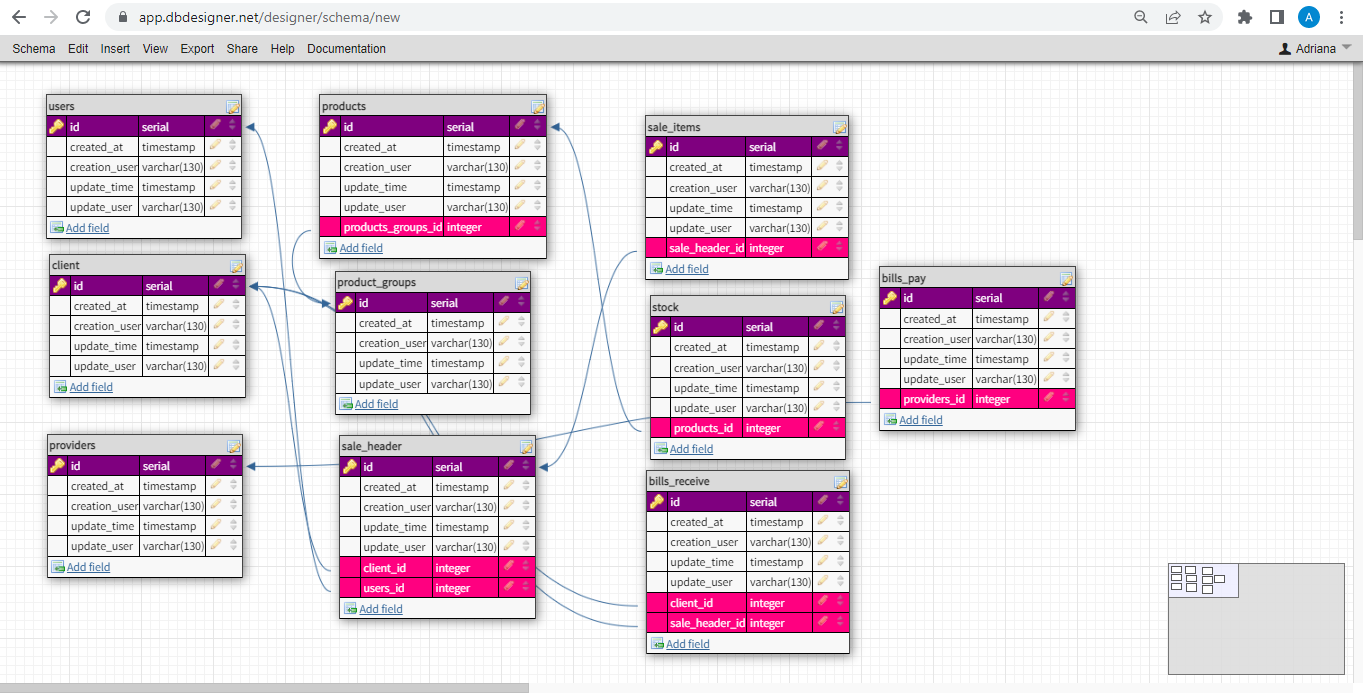 app.dbdesigner.net/designer/schema/new
A
Schema Edit Insert View Export Share Help Documentation
Adriana
users
id serial
created_at timestamp
creation_user varchar(130)
update_time timestamp
update_user varchar(130)
Add field
client
id serial
created_at timestamp
creation_user varchar(130)
update_time timestamp
update_user varchar(130)
Add field
providers
id serial
created_at timestamp
creation_user varchar(130)
update_time timestamp
update_user varchar(130)
Add field
products
id serial
created_at timestamp
creation_user varchar(130)
update_time timestamp
update_user varchar(130)
products_groups_id integer
Add field
product_groups
id serial
created_at timestamp
creation_user varchar(130)
update_time timestamp
update_user varchar(130)
Add field
sale_header
id serial
created_at timestamp
creation_user varchar(130)
update_time timestamp
update_user varchar(130)
client_id integer
users_id integer
Add field
sale_items
id serial
created_at timestamp
creation_user varchar(130)
update_time timestamp
update_user varchar(130)
sale_header_id integer
Add field
stock
id serial
created_at timestamp
creation_user varchar(130)
update_time timestamp
update_user varchar(130)
products_id integer
Add field
bills_receive
id serial
created_at timestamp
creation_user varchar(130)
update_time timestamp
update_user varchar(130)
client_id integer
sale_header_id integer
Add field
bills_pay
id serial
created_at timestamp
creation_user varchar(130)
update_time timestamp
update_user varchar(130)
providers_id integer
Add field